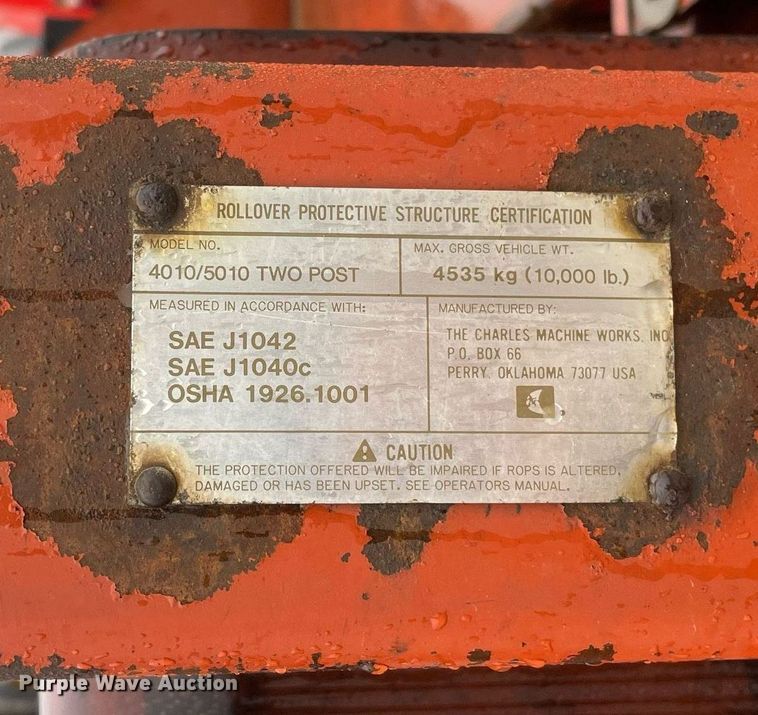 ROLLOVER PROTECTIVE STRUCTURE CERTIFICATION
MODEL NO.
4010/5010 TWO POST
MAX. GROSS VEHICLE WT.
4535 kg (10,000 lb.)
MEASURED IN ACCORDANCE WITH:
SAE J1042
SAE J1040c
OSHA 1926.1001
MANUFACTURED BY:
THE CHARLES MACHINE WORKS, INC
P.O. BOX 66
PERRY, OKLAHOMA 73077 USA
CAUTION
THE PROTECTION OFFERED WILL BE IMPAIRED IF ROPS IS ALTERED,
DAMAGED OR HAS BEEN UPSET. SEE OPERATORS MANUAL.
Purple Wave Auction